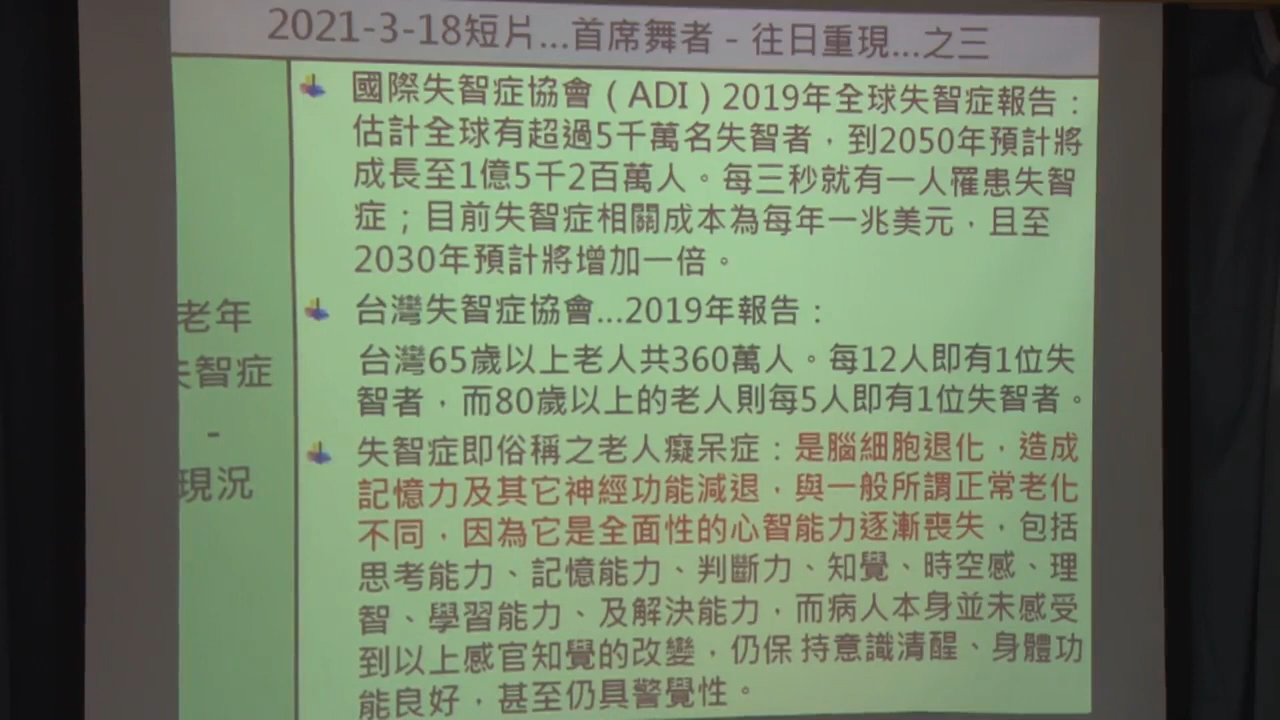 2021-3-18短片...首席舞者－往日重現...之三
老年
失智症
-
現況
國際失智症協會（ADI）2019年全球失智症報告：
估計全球有超過5千萬名失智者，到2050年預計將
成長至1億5千2百萬人。每三秒就有一人罹患失智
症；目前失智症相關成本為每年一兆美元，且至
2030年預計將增加一倍。
台灣失智症協會...2019年報告：
台灣65歲以上老人共360萬人。每12人即有1位失
智者，而80歲以上的老人則每5人即有1位失智者。
失智症即俗稱之老人癡呆症：是腦細胞退化，造成
記憶力及其它神經功能減退，與一般所謂正常老化
不同，因為它是全面性的心智能力逐漸喪失，包括
思考能力、記憶能力、判斷力、知覺、時空感、理
智、學習能力、及解決能力，而病人本身並未感受
到以上感官知覺的改變，仍保 持意識清醒、身體功
能良好，甚至仍具警覺性。